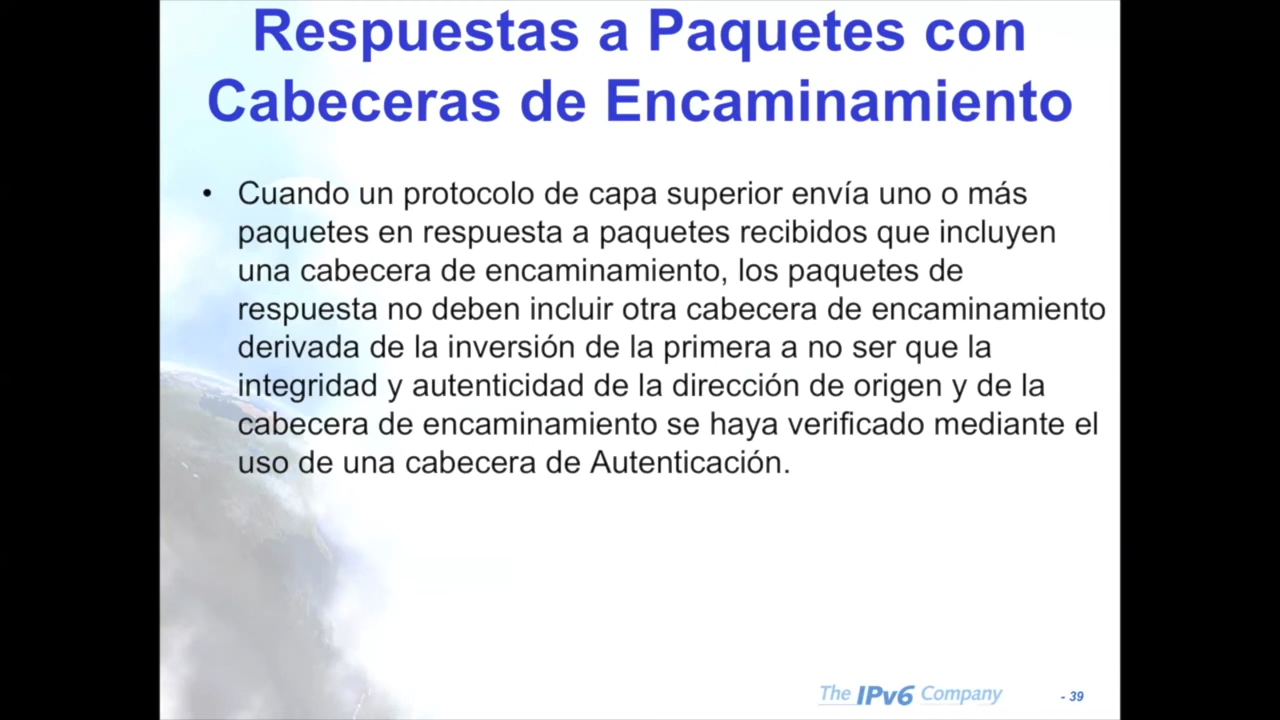 Respuestas a Paquetes con
Cabeceras de Encaminamiento
• Cuando un protocolo de capa superior envía uno o más
paquetes en respuesta a paquetes recibidos que incluyen
una cabecera de encaminamiento, los paquetes de
respuesta no deben incluir otra cabecera de encaminamiento
derivada de la inversión de la primera a no ser que la
integridad y autenticidad de la dirección de origen y de la
cabecera de encaminamiento se haya verificado mediante el
uso de una cabecera de Autenticación.
The IPv6 Company
- 39